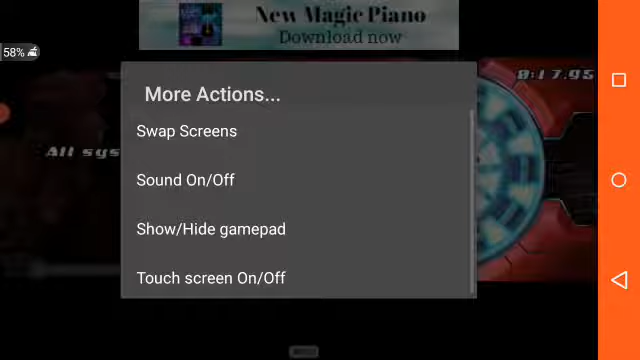 New Magic Piano
Download now
58%
0:17.95
More Actions...
All sys
Swap Screens
Sound On/Off
Show/Hide gamepad
Touch screen On/Off